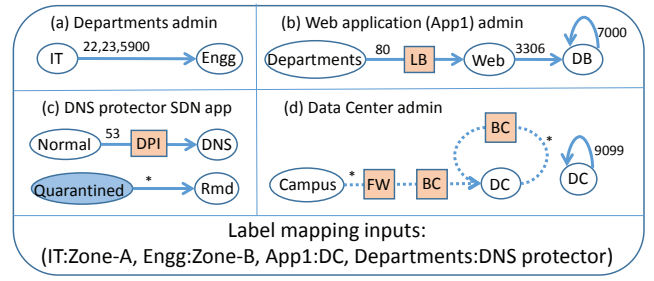 (a) Departments admin
IT 22,23,5900 Engg
(b) Web application (App1) admin
Departments 80 LB Web 3306 DB 7000
(c) DNS protector SDN app
Normal 53 DPI DNS
Quarantined * Rmd
(d) Data Center admin
BC
*
Campus * FW BC DC
9099
DC
Label mapping inputs:
(IT:Zone-A, Engg:Zone-B, App1:DC, Departments:DNS protector)